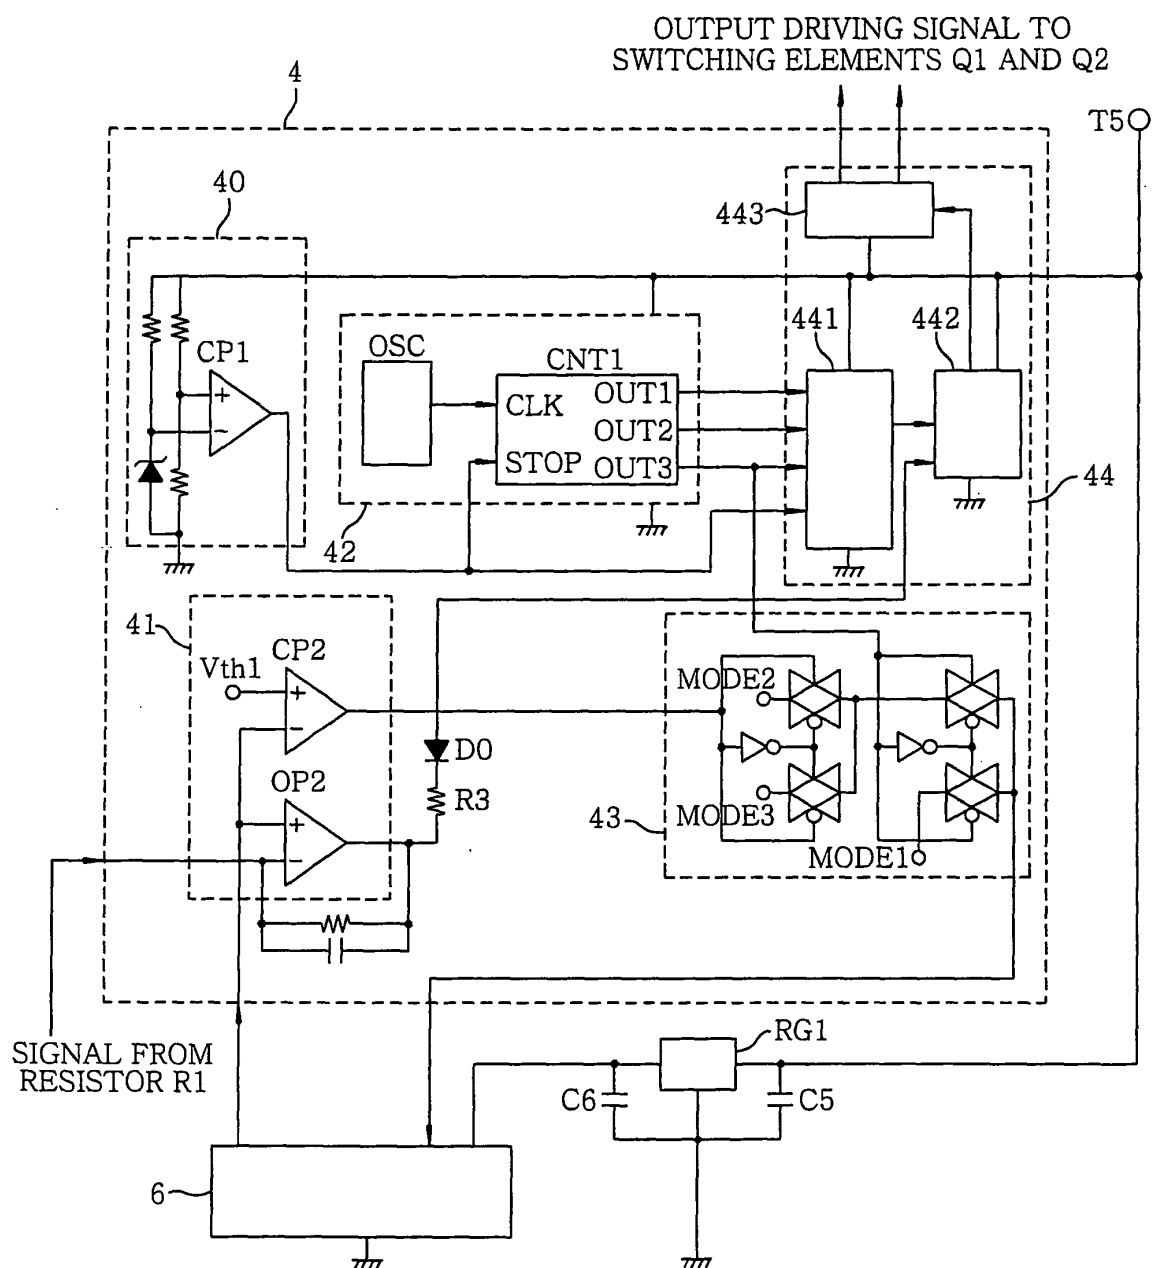 OUTPUT DRIVING SIGNAL TO
SWITCHING ELEMENTS Q1 AND Q2
4
T5
40
443
441
442
CP1
+
−
OSC
CNT1
CLK
STOP
OUT1
OUT2
OUT3
42
44
41
Vth1
CP2
+
−
OP2
+
−
D0
R3
MODE2
MODE3
43
MODE1
SIGNAL FROM
RESISTOR R1
RG1
C6
C5
6